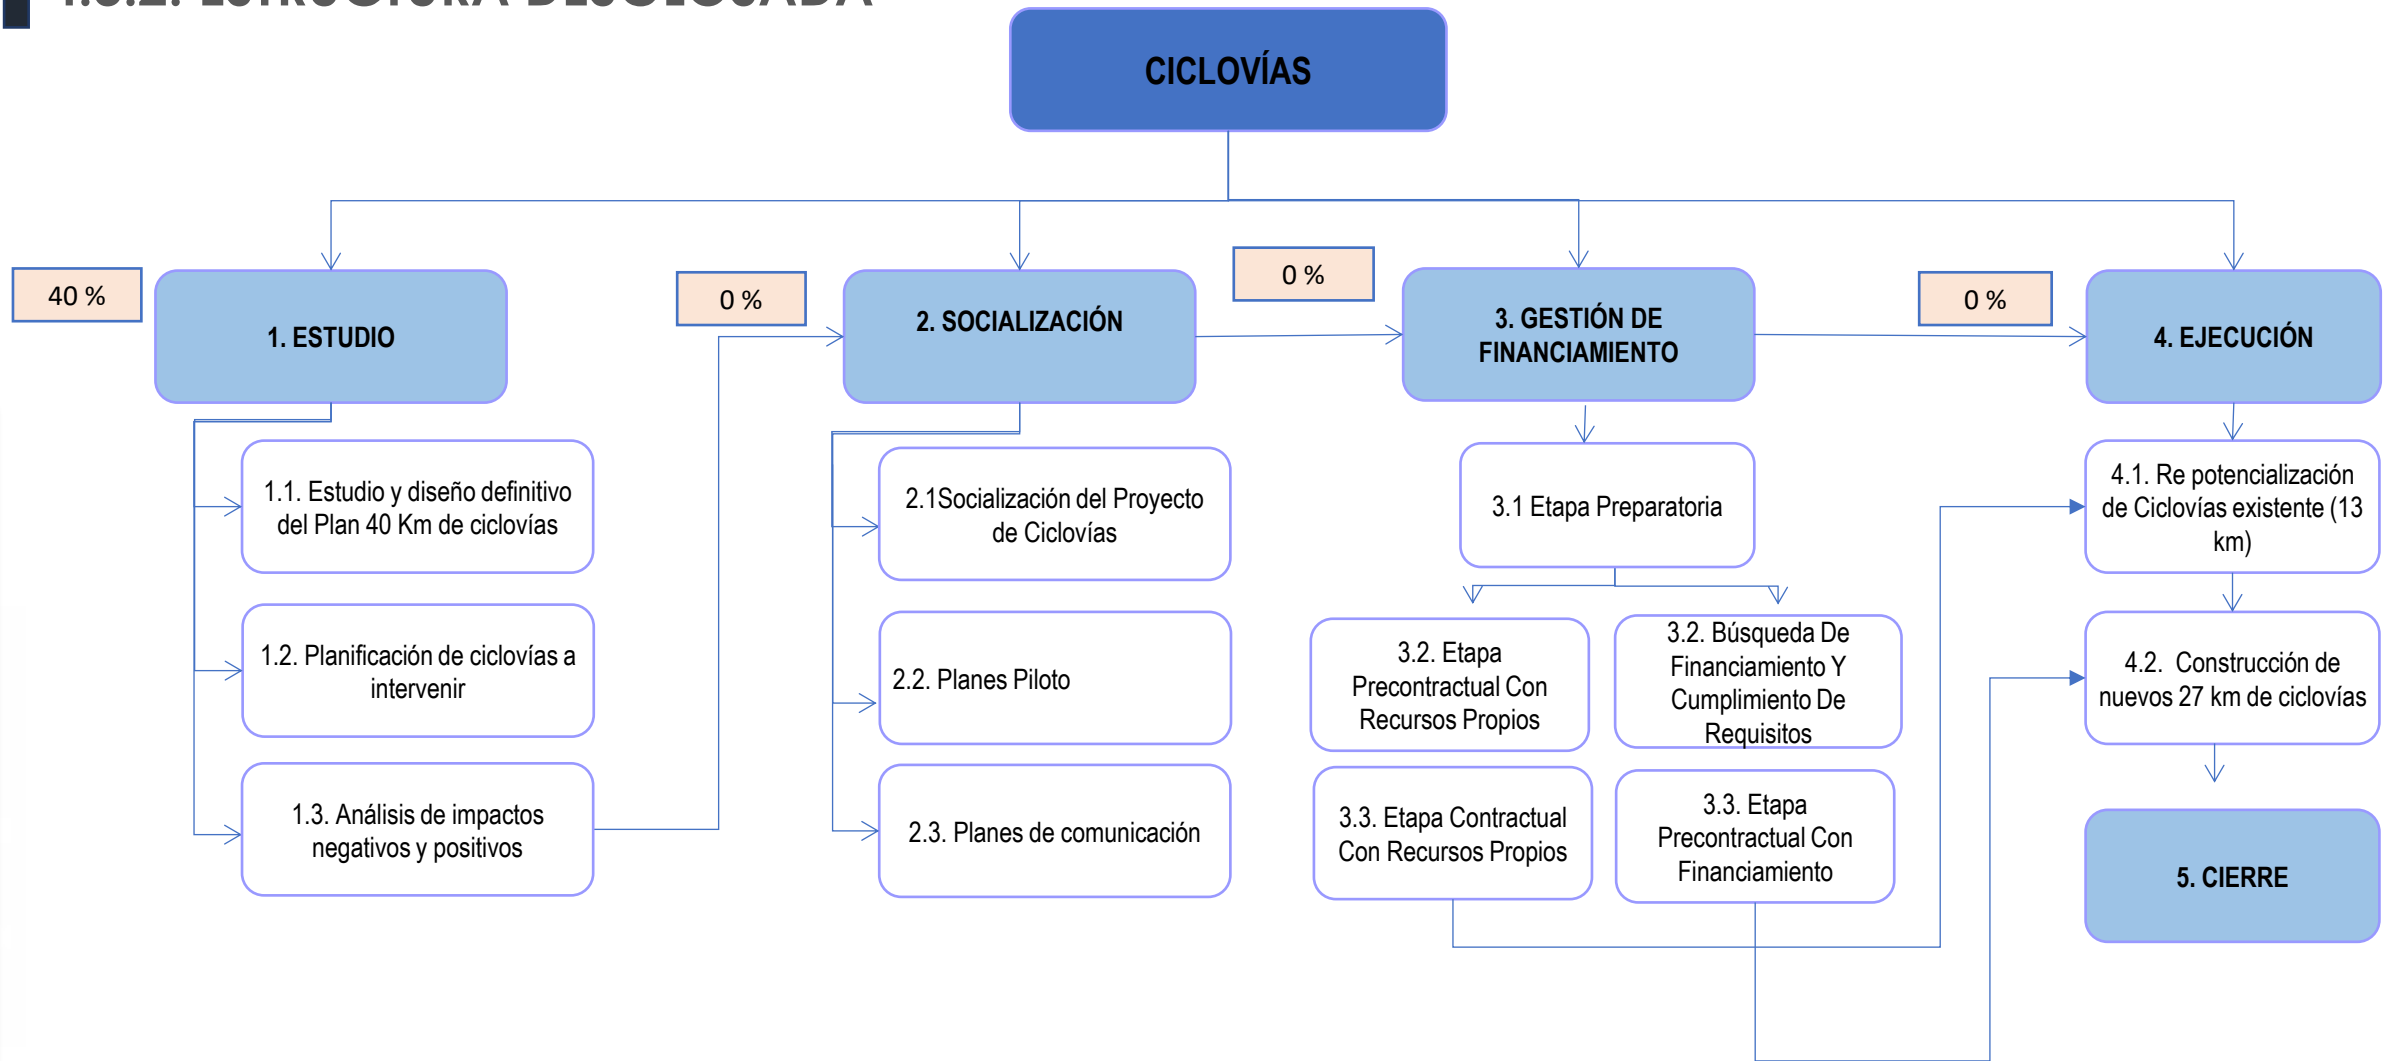 1.3.2. ESTRUCTURA DESGLOSADA
CICLOVÍAS
40 %
1. ESTUDIO
1.1. Estudio y diseño definitivo
del Plan 40 Km de ciclovías
1.2. Planificación de ciclovías a
intervenir
1.3. Análisis de impactos
negativos y positivos
0 %
2. SOCIALIZACIÓN
2.1Socialización del Proyecto
de Ciclovías
2.2. Planes Piloto
2.3. Planes de comunicación
0 %
3. GESTIÓN DE
FINANCIAMIENTO
3.1 Etapa Preparatoria
3.2. Etapa
Precontractual Con
Recursos Propios
3.3. Etapa Contractual
Con Recursos Propios
3.2. Búsqueda De
Financiamiento Y
Cumplimiento De
Requisitos
3.3. Etapa
Precontractual Con
Financiamiento
0 %
4. EJECUCIÓN
4.1. Re potencialización
de Ciclovías existente (13
km)
4.2. Construcción de
nuevos 27 km de ciclovías
5. CIERRE